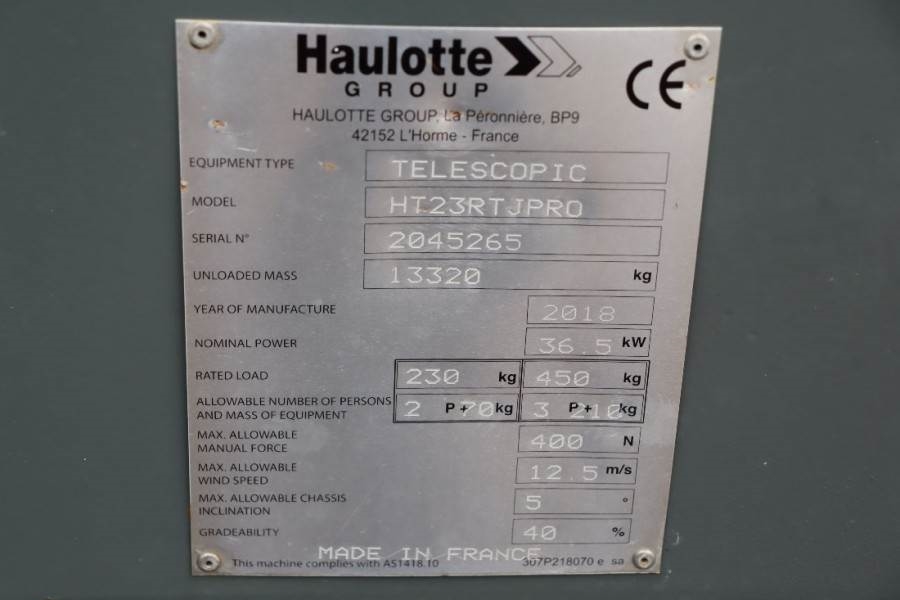 Haulotte
GROUP
CE
HAULOTTE GROUP, La Péronnière, BP9
42152 L'Horme - France
EQUIPMENT TYPE TELESCOPIC
MODEL HT23RTJPRO
SERIAL N° 2045265
UNLOADED MASS 13320 kg
YEAR OF MANUFACTURE 2018
NOMINAL POWER 36.5 kW
RATED LOAD 230 kg 450 kg
ALLOWABLE NUMBER OF PERSONS
AND MASS OF EQUIPMENT 2 P+ 70 kg 3 P+ 210 kg
MAX. ALLOWABLE
MANUAL FORCE 400 N
MAX. ALLOWABLE
WIND SPEED 12.5 m/s
MAX. ALLOWABLE CHASSIS
INCLINATION 5 °
GRADEABILITY 40 %
MADE IN FRANCE
This machine complies with AS1418.10 307P218070 e sa